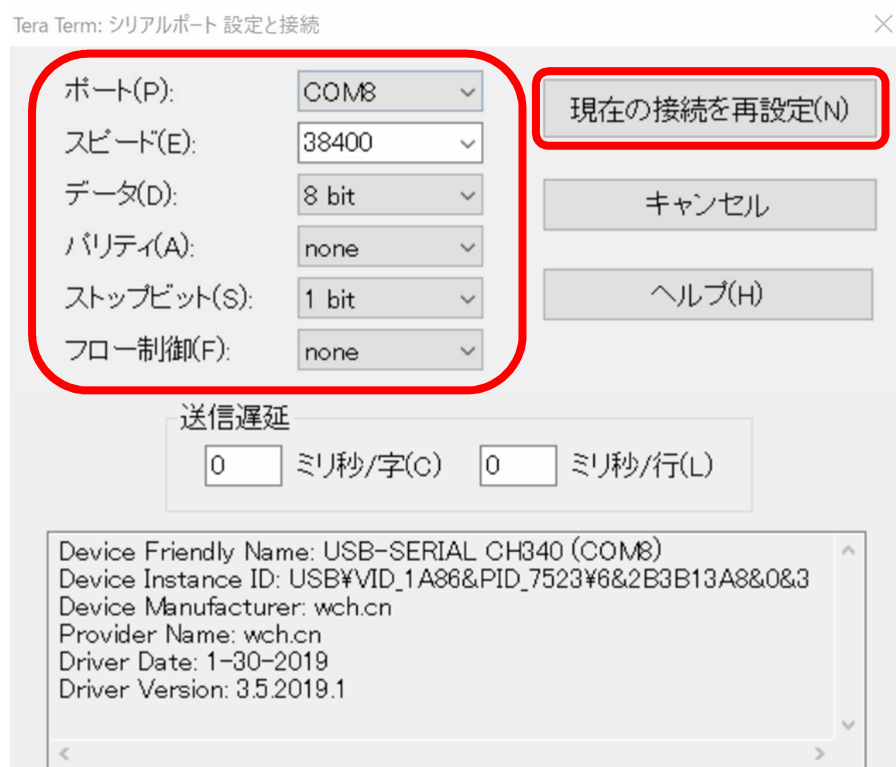 Tera Term: シリアルポート 設定と接続
ポート(P): COM8
現在の接続を再設定(N)
スピード(E): 38400
データ(D): 8 bit
キャンセル
パリティ(A): none
ストップビット(S): 1 bit
ヘルプ(H)
フロー制御(F): none
送信遅延
0 ミリ秒/字(C) 0 ミリ秒/行(L)
Device Friendly Name: USB-SERIAL CH340 (COM8)
Device Instance ID: USB¥VID_1A86&PID_7523¥6&2B3B13A8&0&3
Device Manufacturer: wch.cn
Provider Name: wch.cn
Driver Date: 1-30-2019
Driver Version: 3.5.2019.1